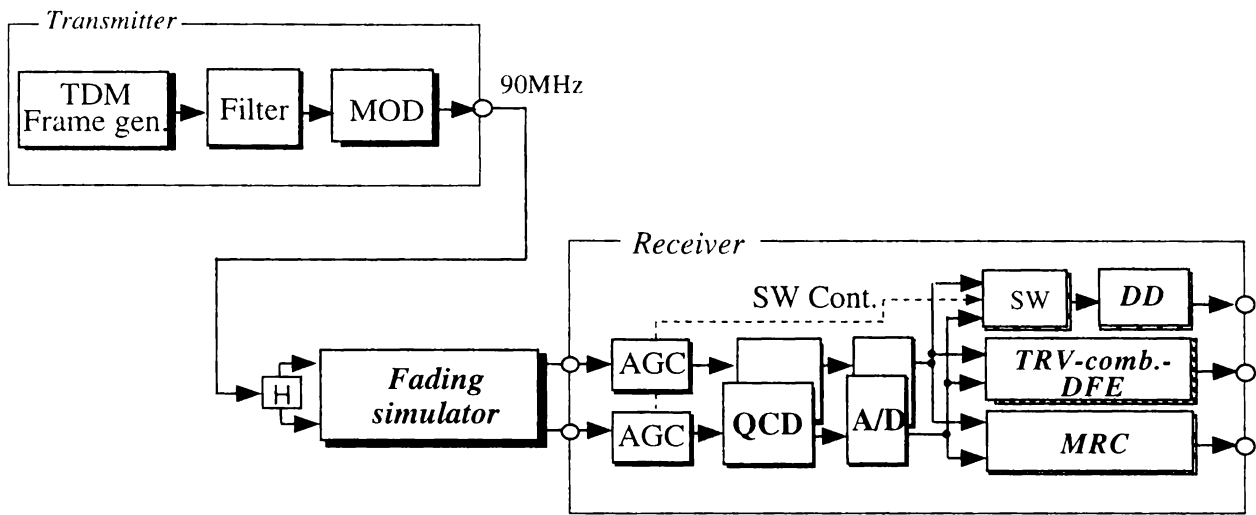 Transmitter
TDM
Frame gen.
Filter
MOD
90MHz
Receiver
SW Cont.
SW
DD
H
Fading
simulator
AGC
AGC
QCD
A/D
TRV-comb.-
DFE
MRC